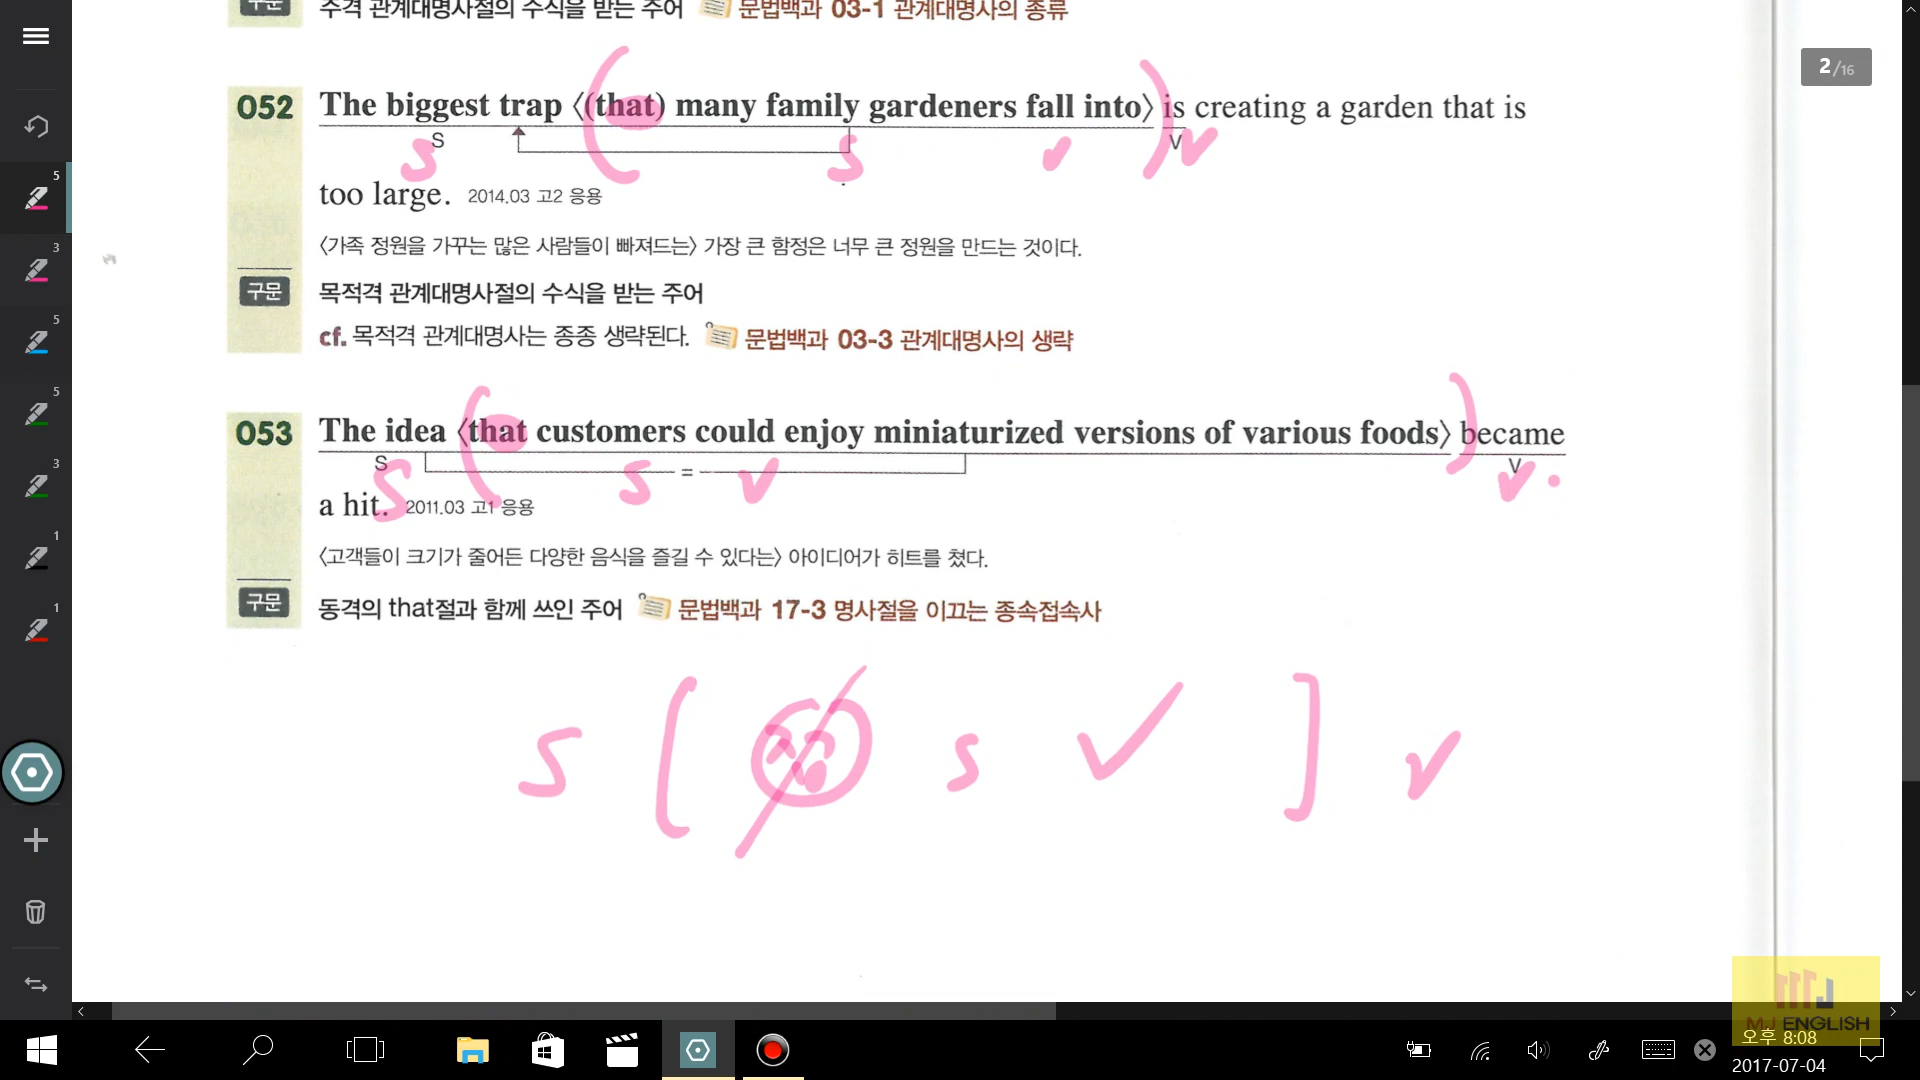 구문 주격 관계대명사절의 수식을 받는 주어 문법백과 03-1 관계대명사의 종류
2/16
052 The biggest trap 〈(that) many family gardeners fall into〉 is creating a garden that is
S V
S S V V
too large. 2014.03 고2 응용
〈가족 정원을 가꾸는 많은 사람들이 빠져드는〉 가장 큰 함정은 너무 큰 정원을 만드는 것이다.
구문 목적격 관계대명사절의 수식을 받는 주어
cf. 목적격 관계대명사는 종종 생략된다. 문법백과 03-3 관계대명사의 생략
053 The idea 〈that customers could enjoy miniaturized versions of various foods〉 became
S = V
S S V V
a hit. 2011.03 고1 응용
〈고객들이 크기가 줄어든 다양한 음식을 즐길 수 있다는〉 아이디어가 히트를 쳤다.
구문 동격의 that절과 함께 쓰인 주어 문법백과 17-3 명사절을 이끄는 종속접속사
S [ S V ] V
5
3
5
5
3
1
1
MJ ENGLISH
오후 8:08
2017-07-04